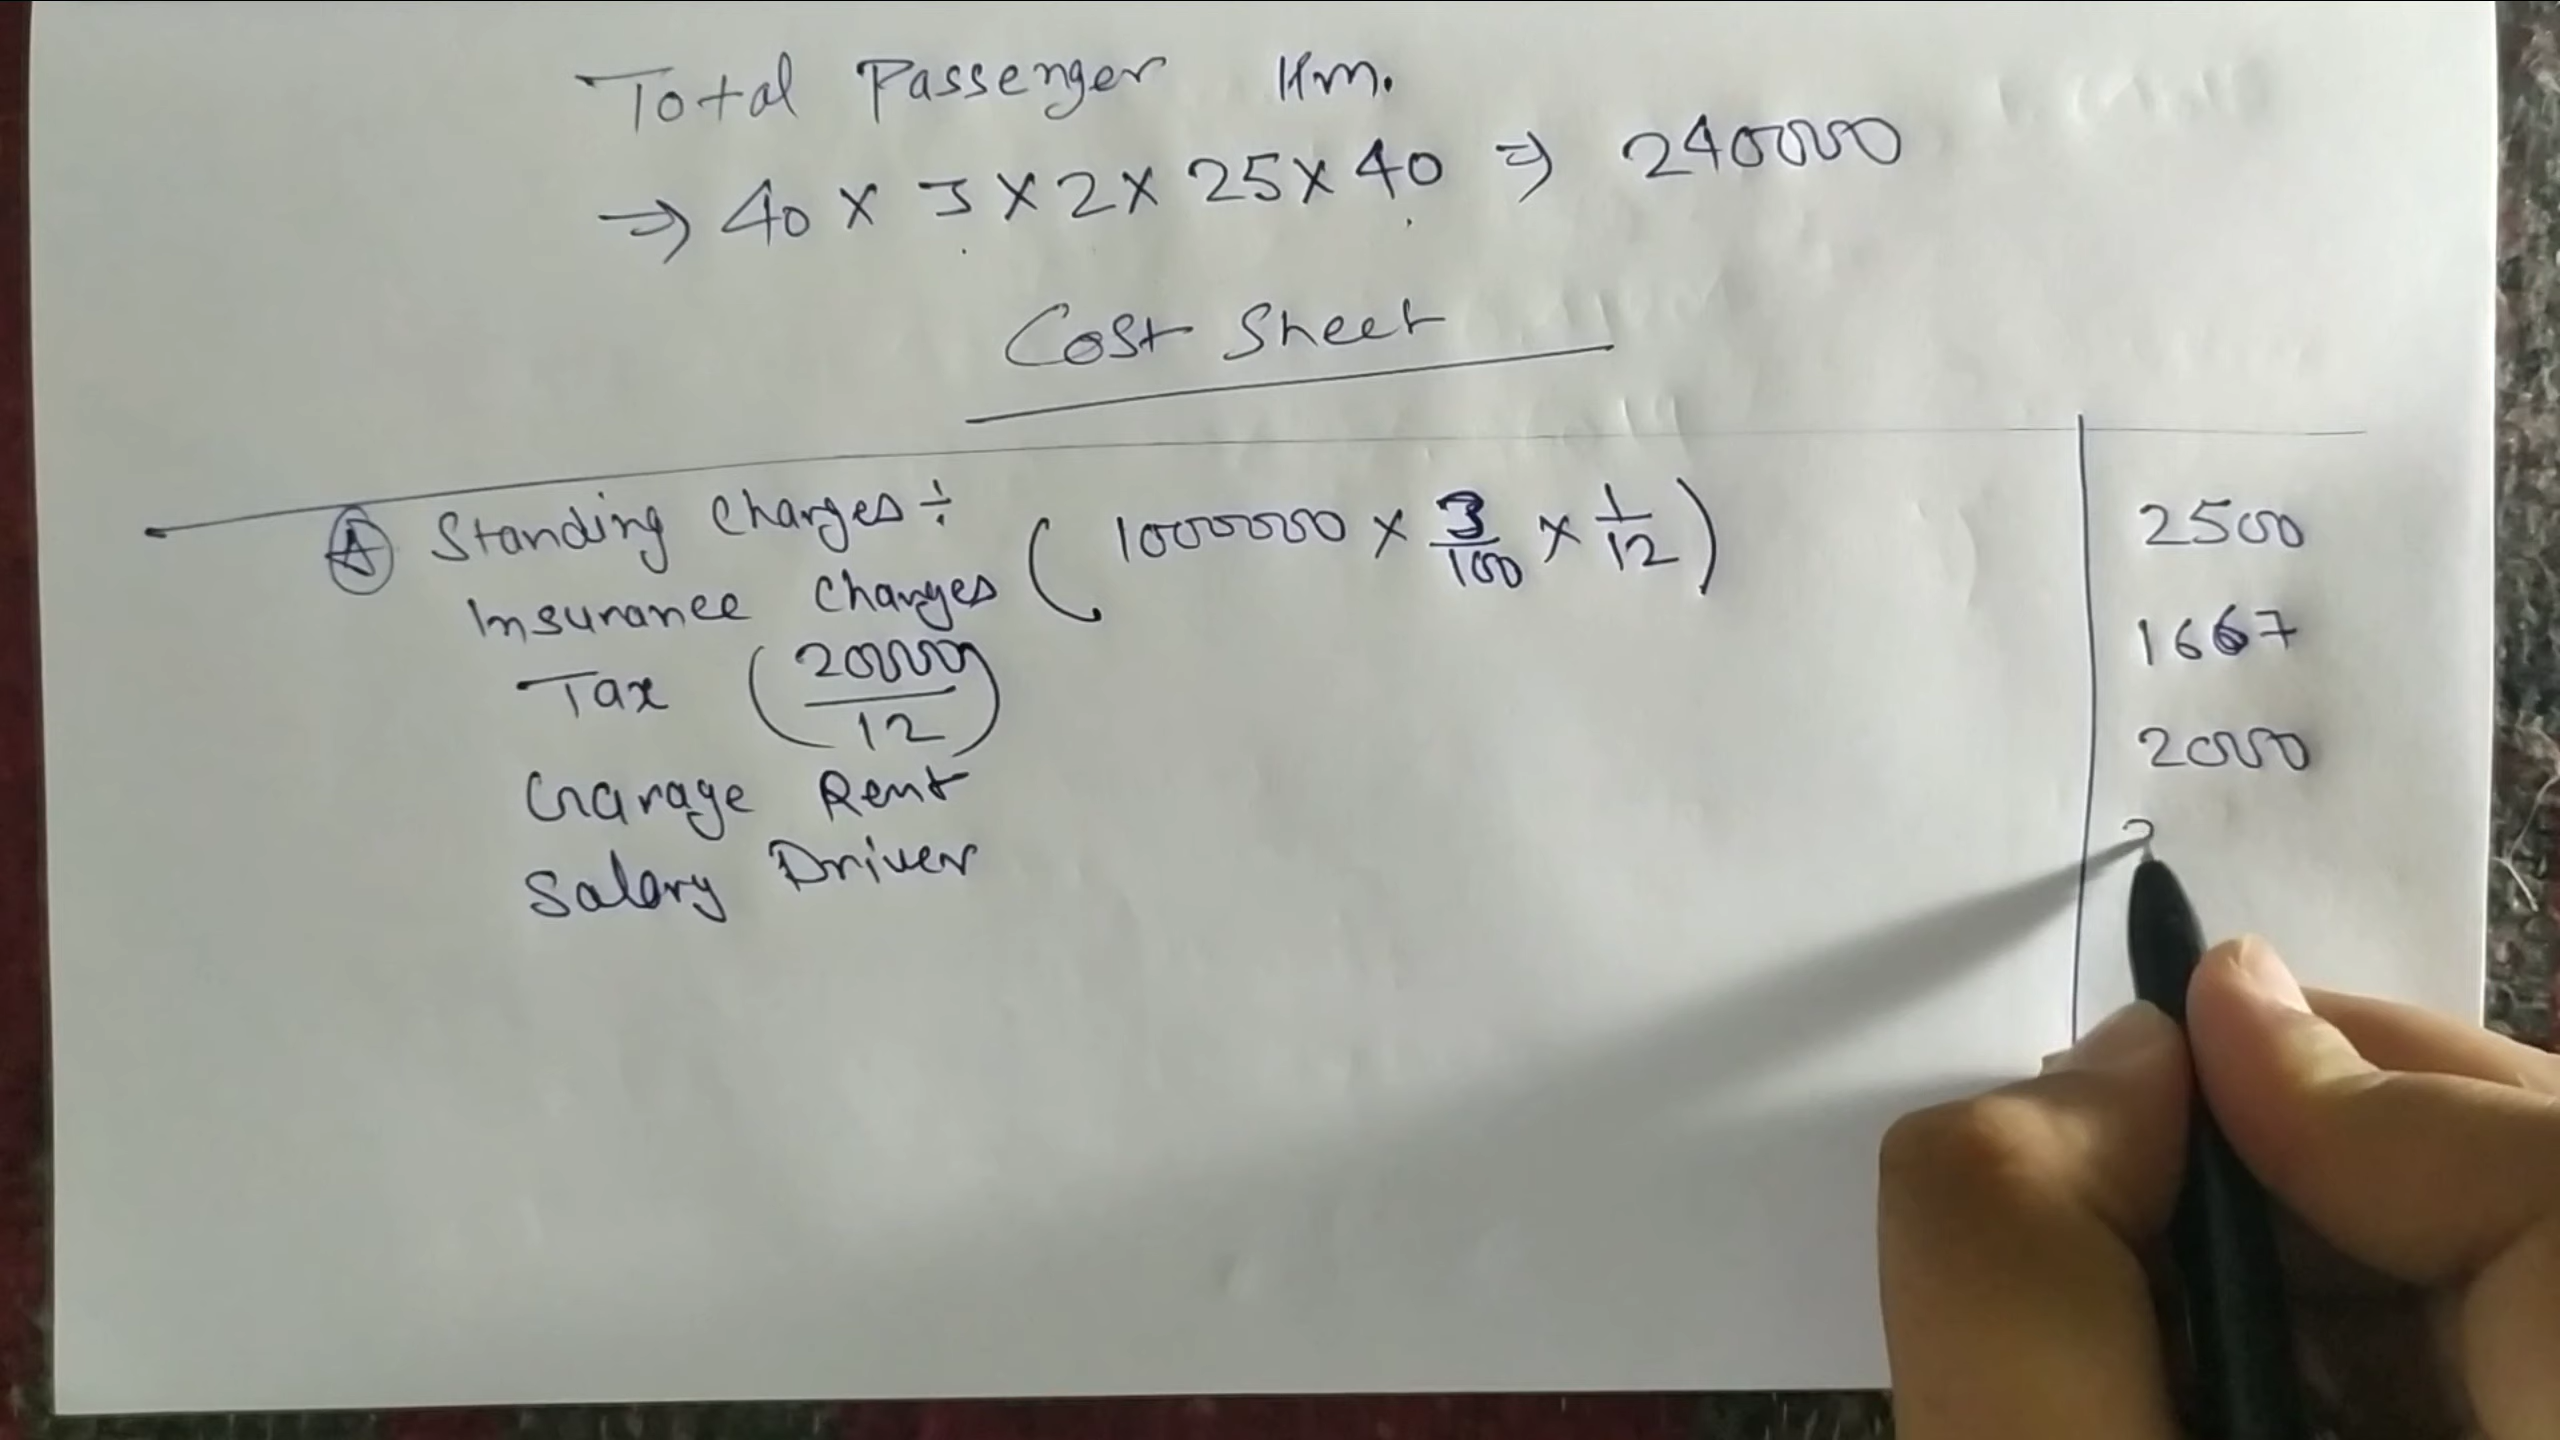 Total Passenger Km.
⇒ 40 × 3 × 2 × 25 × 40 ⇒ 240000
Cost Sheet
A Standing Charges ÷
Insurance Charges (1000000 × 3/100 × 1/12) 2500
Tax (20000/12) 1667
Garage Rent 2000
Salary Driver